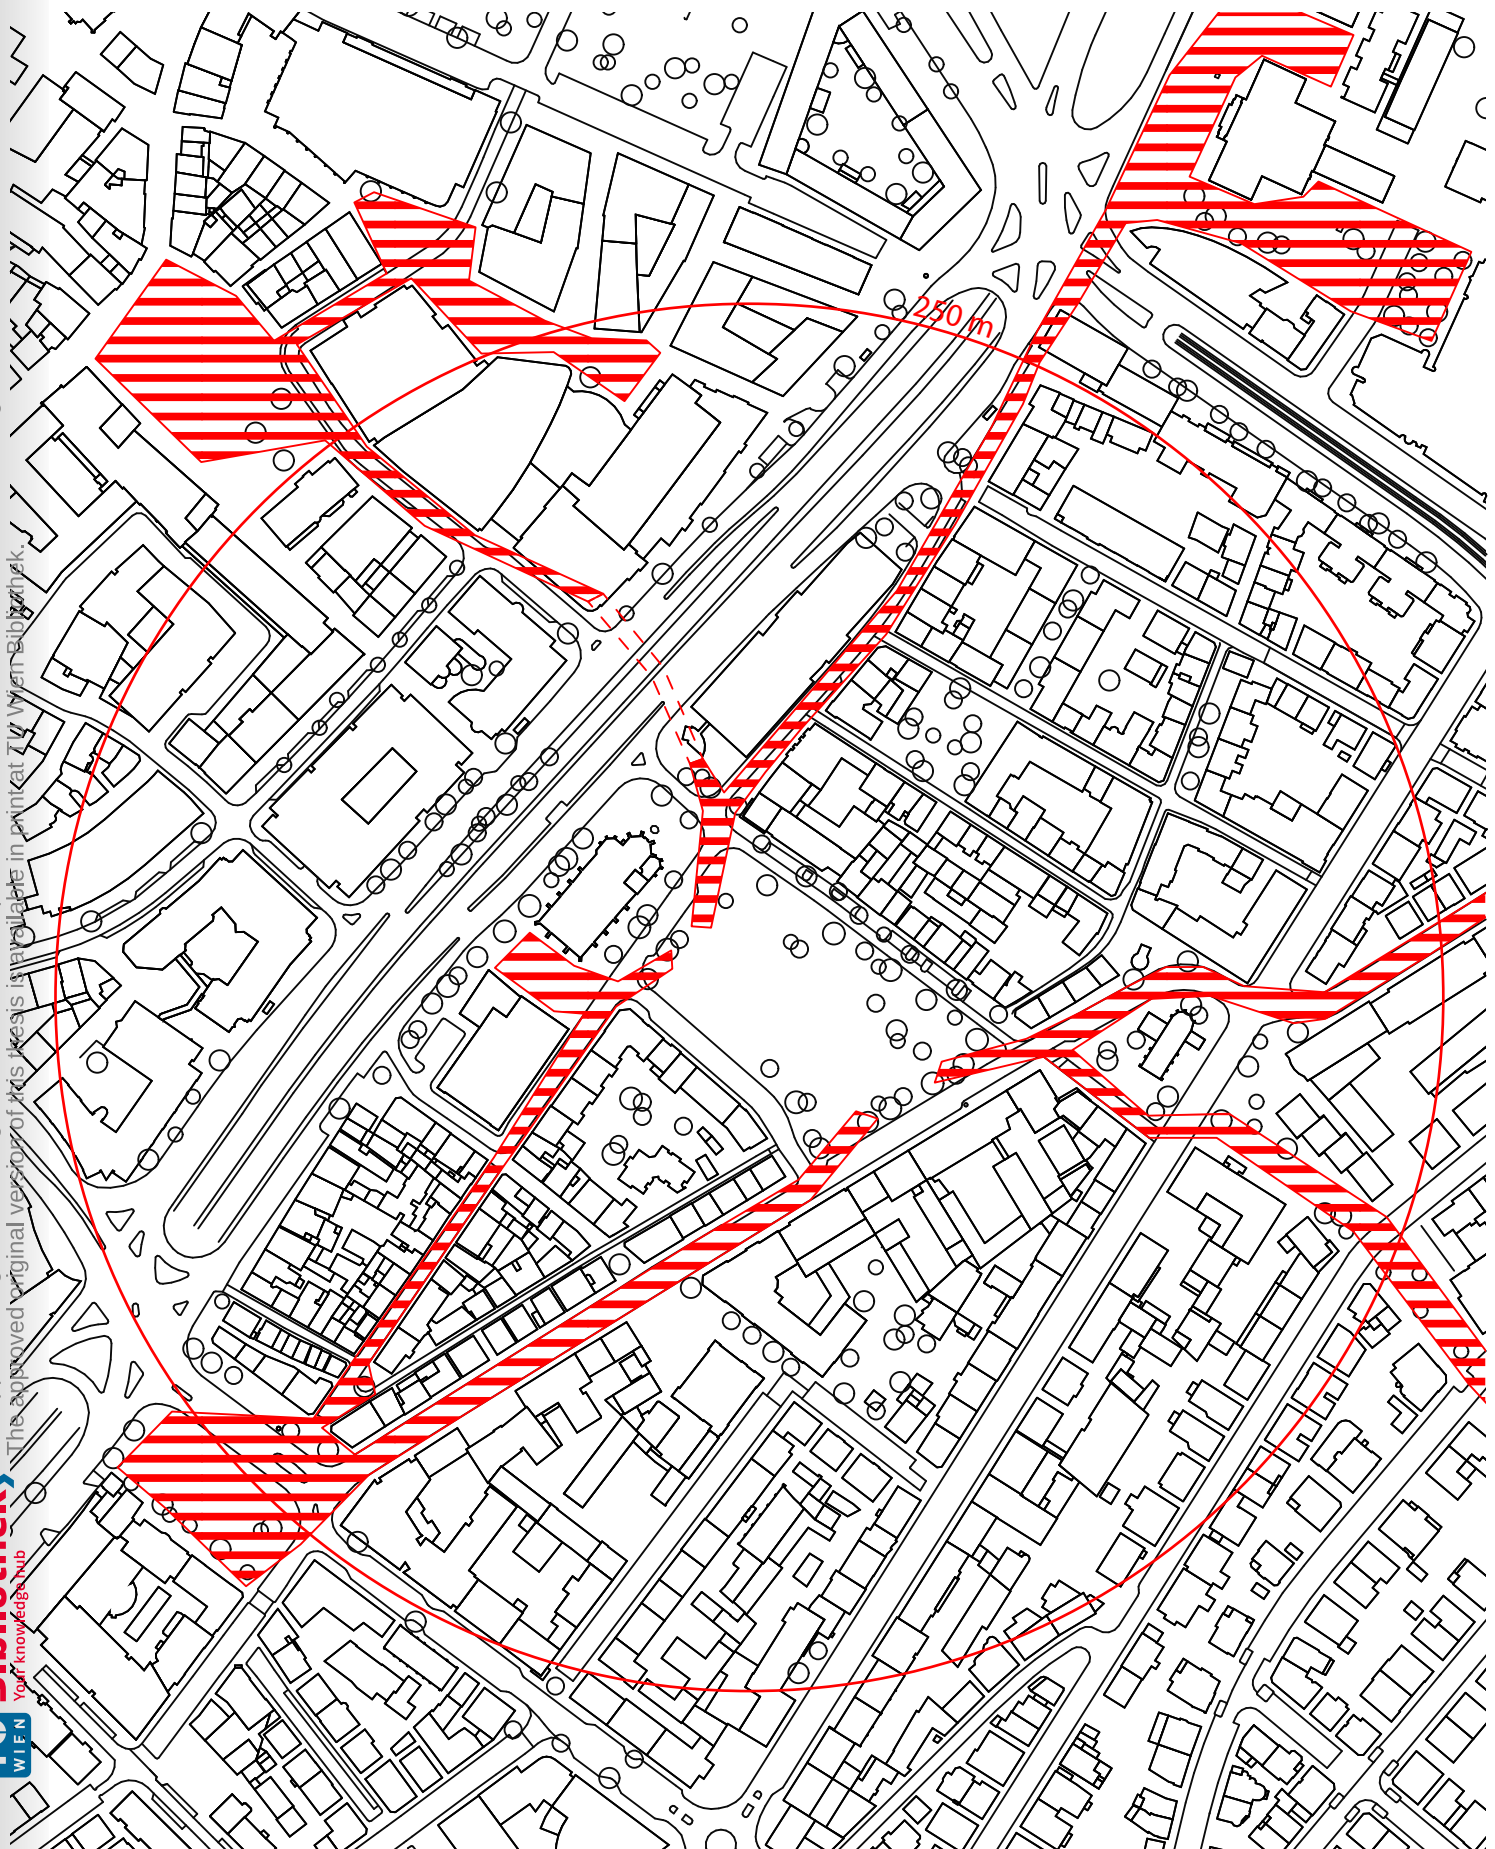 250 m
The approved original version of this thesis is available in print at TU Wien Bibliothek.
Bibliothek
Your knowledge hub
WIEN